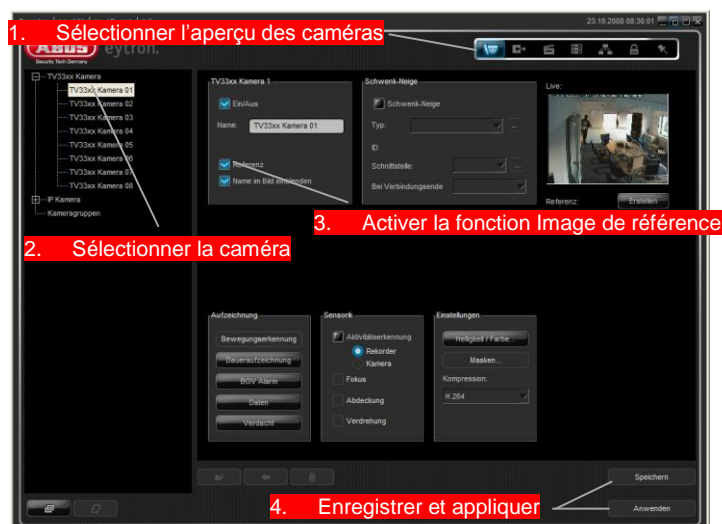 23.10.2008 08:30:01
1. Sélectionner l'aperçu des caméras
ABUS eytron.
Security Tech Germany
TV33xx Kamera
TV33xx Kamera 01
TV33xx Kamera 02
TV33xx Kamera 03
TV33xx Kamera 04
TV33xx Kamera 05
TV33xx Kamera 06
TV33xx Kamera 07
TV33xx Kamera 08
IP Kamera
Kameragruppen
TV33xx Kamera 1
Ein/Aus
Name: TV33xx Kamera 01
Referenz
Name im Bild einblenden
Schwenk-Neige
Schwenk-Neige
Typ: ...
ID:
Schnittstelle: ...
Bei Verbindungsende
Live:
Referenz: Erstellen
3. Activer la fonction Image de référence
2. Sélectionner la caméra
Aufzeichnung
Bewegungserkennung
Daueraufzeichnung
BGV Alarm
Daten
Verdacht
Sensorik
Aktivitätserkennung
Rekorder
Kamera
Fokus
Abdeckung
Verdrehung
Einstellungen
Helligkeit / Farbe...
Masken...
Kompression:
H.264
Speichern
4. Enregistrer et appliquer
Anwenden